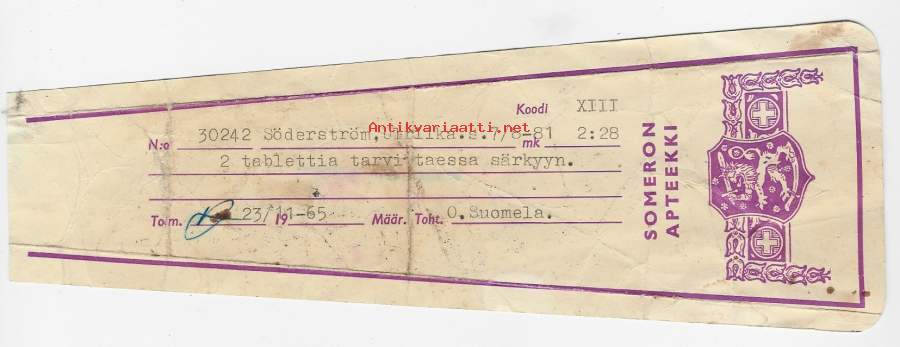 Koodi XIII
N:o 30242 Söderström, s. 7/8-81 mk 2:28
2 tablettia tarvittaessa särkyyn.
Toim. 23/11-65 19 Määr. Toht. O.Suomela.
SOMERON
APTEEKKI
Antikvariaatti.net